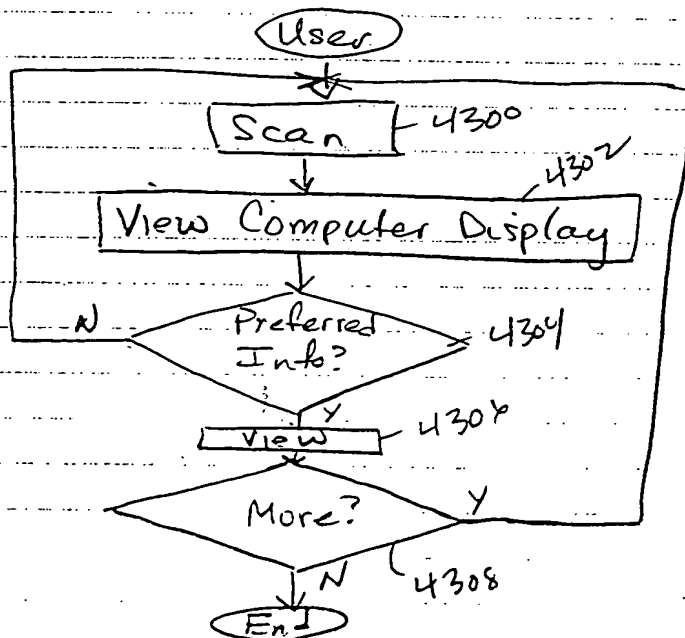 User
Scan
4300
4302
View Computer Display
Preferred
Info?
4304
N
Y
View
4306
More?
Y
N
4308
End